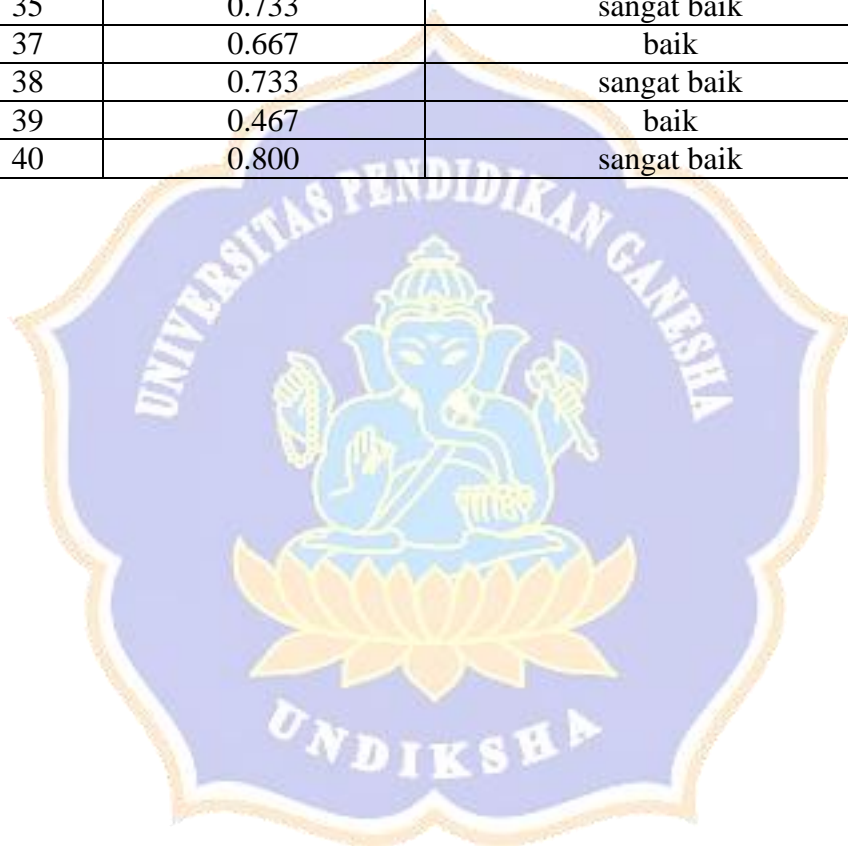 35 0.733 sangat baik
37 0.667 baik
38 0.733 sangat baik
39 0.467 baik
40 0.800 sangat baik
UNIVERSITAS PENDIDIKAN GANESHA
UNDIKSHA